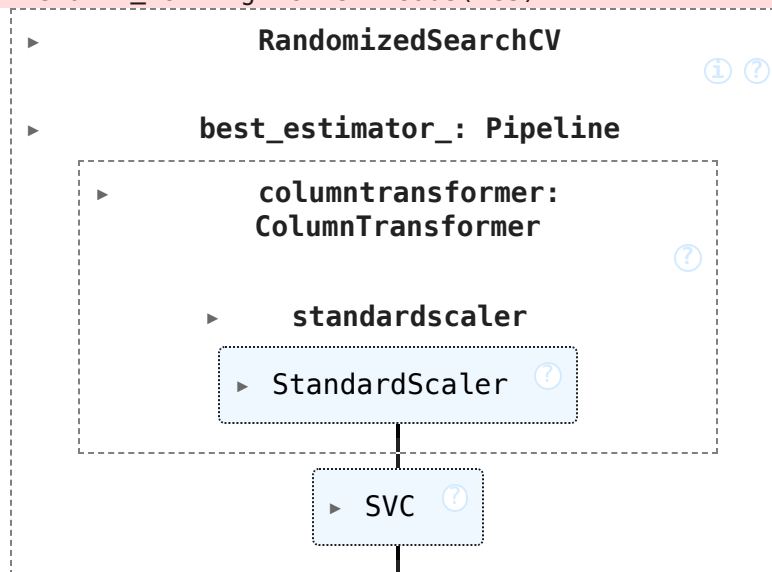 ▸ RandomizedSearchCV
i ?
▸ best_estimator_: Pipeline
▸ columntransformer:
ColumnTransformer
?
▸ standardscaler
▸ StandardScaler ?
▸ SVC ?